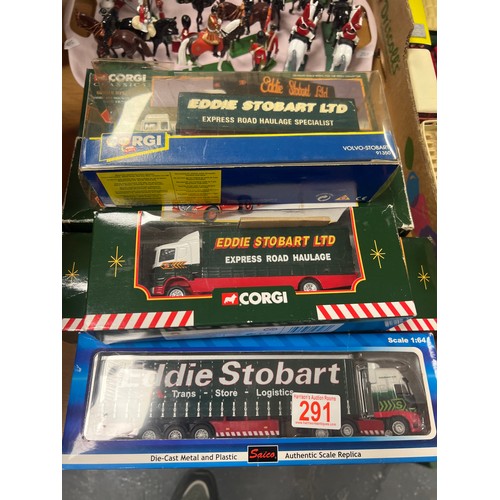 CORGI
Eddie Stobart Ltd
EDDIE STOBART LTD
EXPRESS ROAD HAULAGE SPECIALIST
CORGI
VOLVO-STOBART
EDDIE STOBART LTD
EXPRESS ROAD HAULAGE
CORGI
Scale 1:64
Eddie Stobart
Trans - Store - Logistics
291
Die-Cast Metal and Plastic
Saico
Authentic Scale Replica